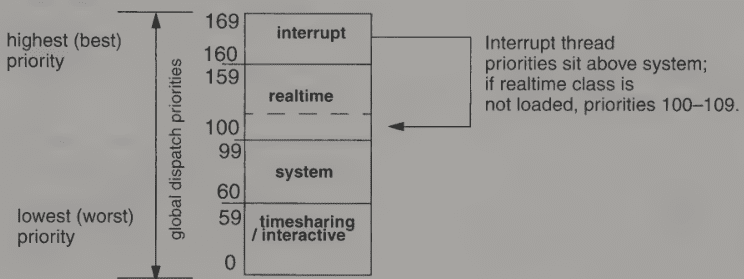 highest (best)
priority
lowest (worst)
priority
global dispatch priorities
169
interrupt
160
159
realtime
100
99
system
60
59
timesharing
/ interactive
0
Interrupt thread
priorities sit above system;
if realtime class is
not loaded, priorities 100–109.